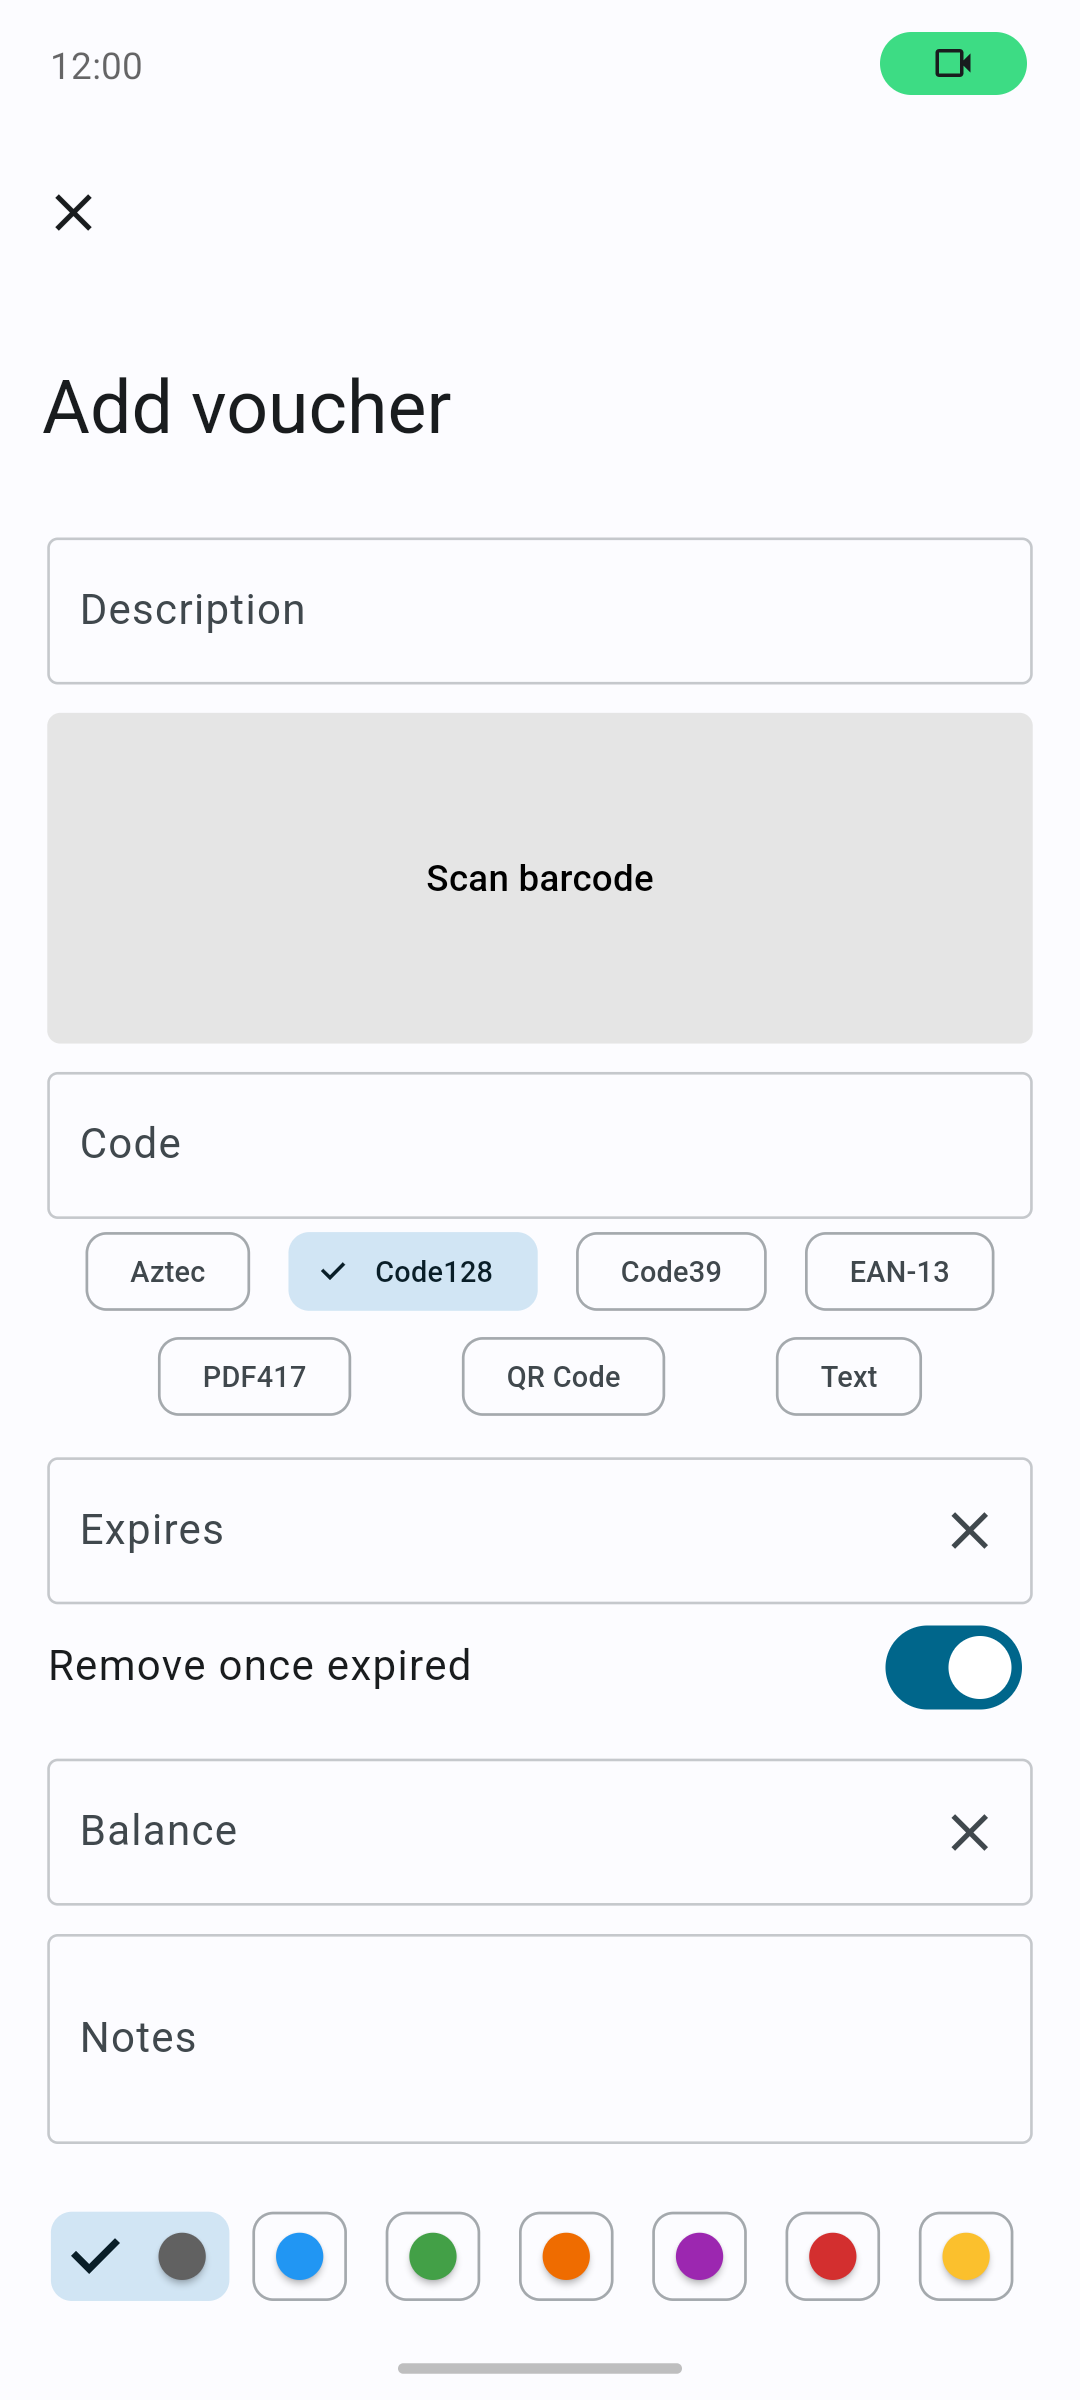 12:00
Add voucher
Description
Scan barcode
Code
Aztec Code128 Code39 EAN-13
PDF417 QR Code Text
Expires
Remove once expired
Balance
Notes